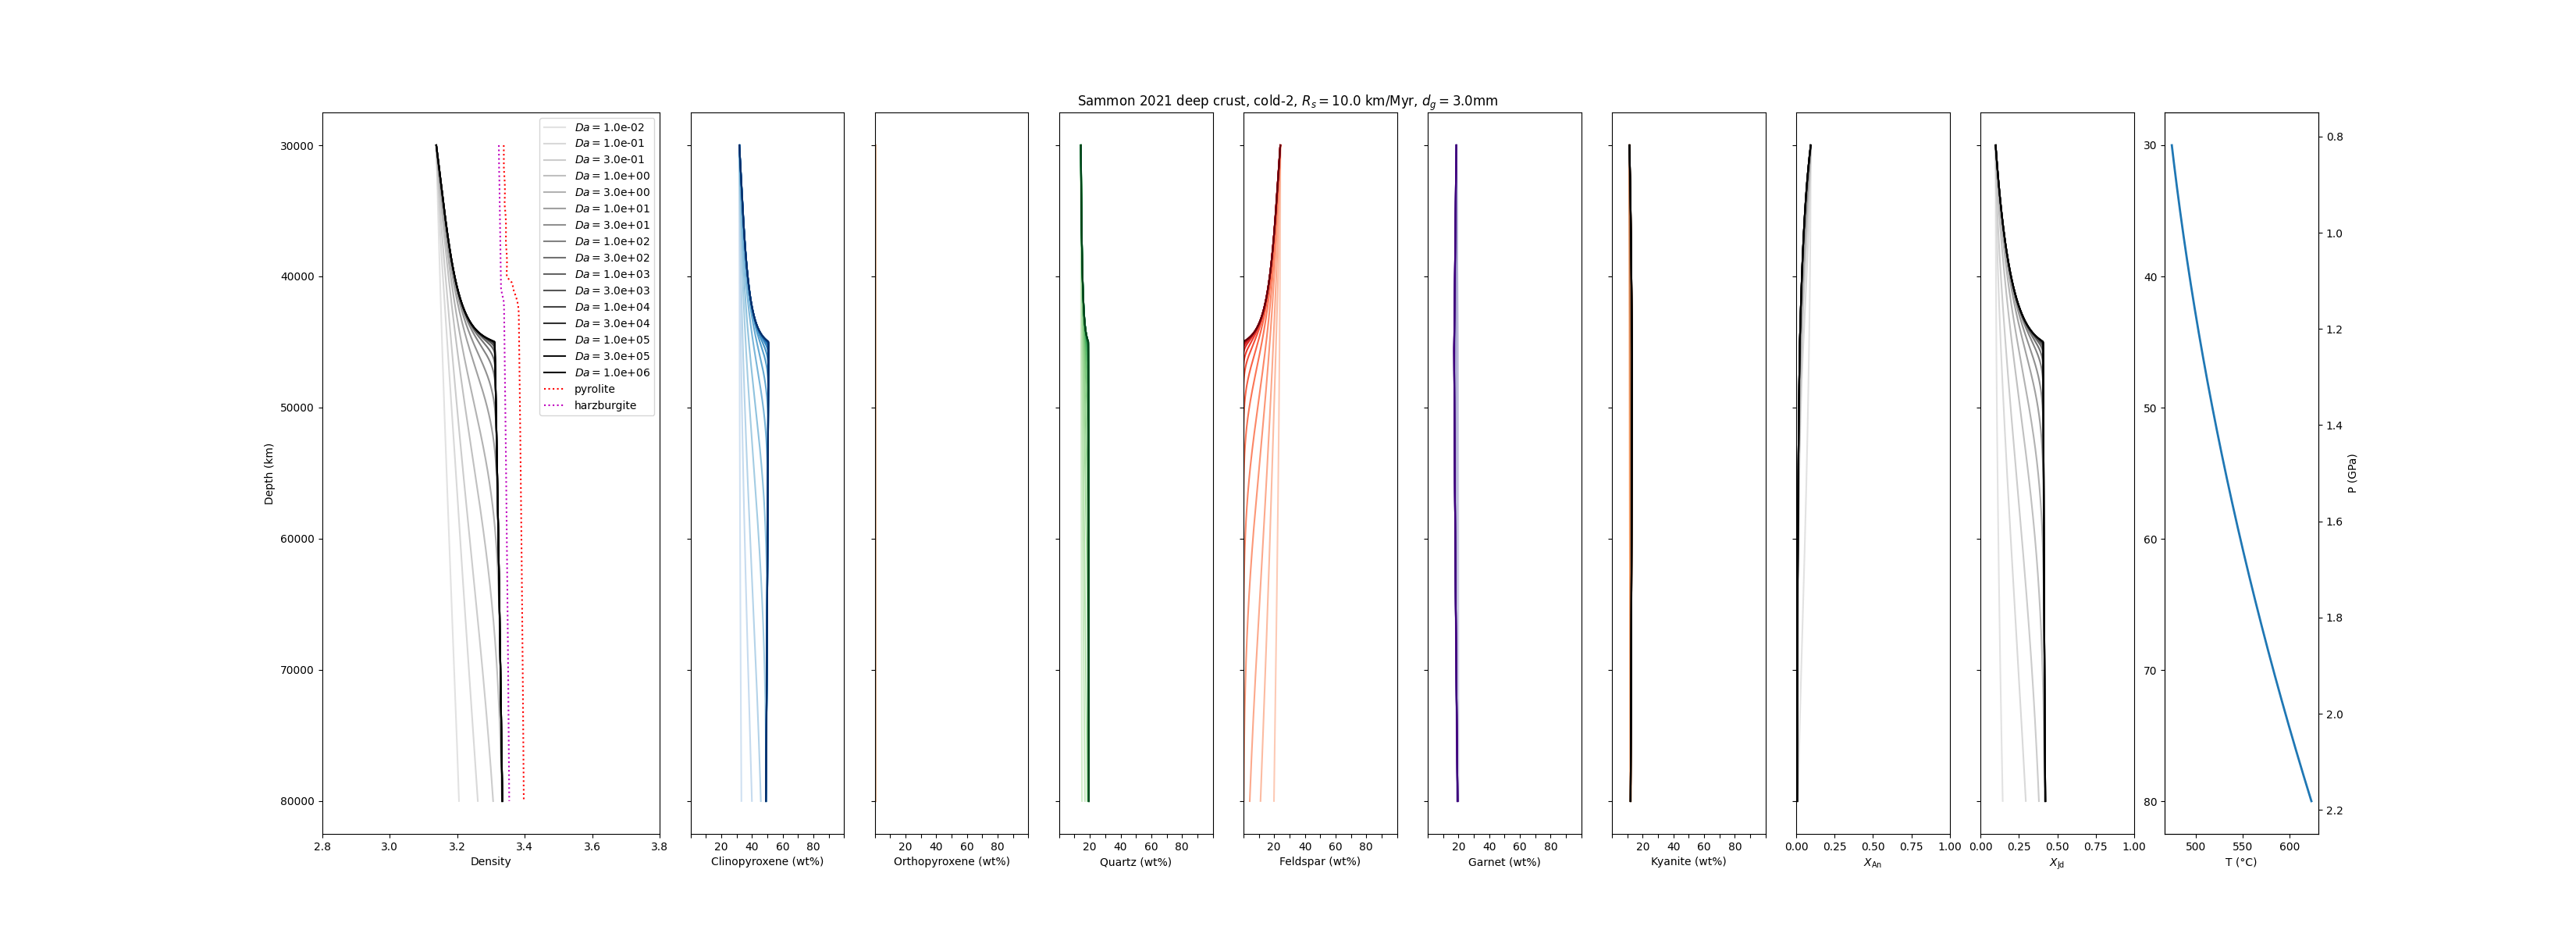 Sammon 2021 deep crust, cold-2, Rs = 10.0 km/Myr, dg = 3.0mm
Da = 1.0e-02
Da = 1.0e-01
Da = 3.0e-01
Da = 1.0e+00
Da = 3.0e+00
Da = 1.0e+01
Da = 3.0e+01
Da = 1.0e+02
Da = 3.0e+02
Da = 1.0e+03
Da = 3.0e+03
Da = 1.0e+04
Da = 3.0e+04
Da = 1.0e+05
Da = 3.0e+05
Da = 1.0e+06
pyrolite
harzburgite
Depth (km)
30000
40000
50000
60000
70000
80000
2.8 3.0 3.2 3.4 3.6 3.8
Density
20 40 60 80
Clinopyroxene (wt%)
20 40 60 80
Orthopyroxene (wt%)
20 40 60 80
Quartz (wt%)
20 40 60 80
Feldspar (wt%)
20 40 60 80
Garnet (wt%)
20 40 60 80
Kyanite (wt%)
0.00 0.25 0.50 0.75 1.00
XAn
0.00 0.25 0.50 0.75 1.00
XJd
30
40
50
60
70
80
500 550 600
T (°C)
0.8
1.0
1.2
1.4
1.6
1.8
2.0
2.2
P (GPa)